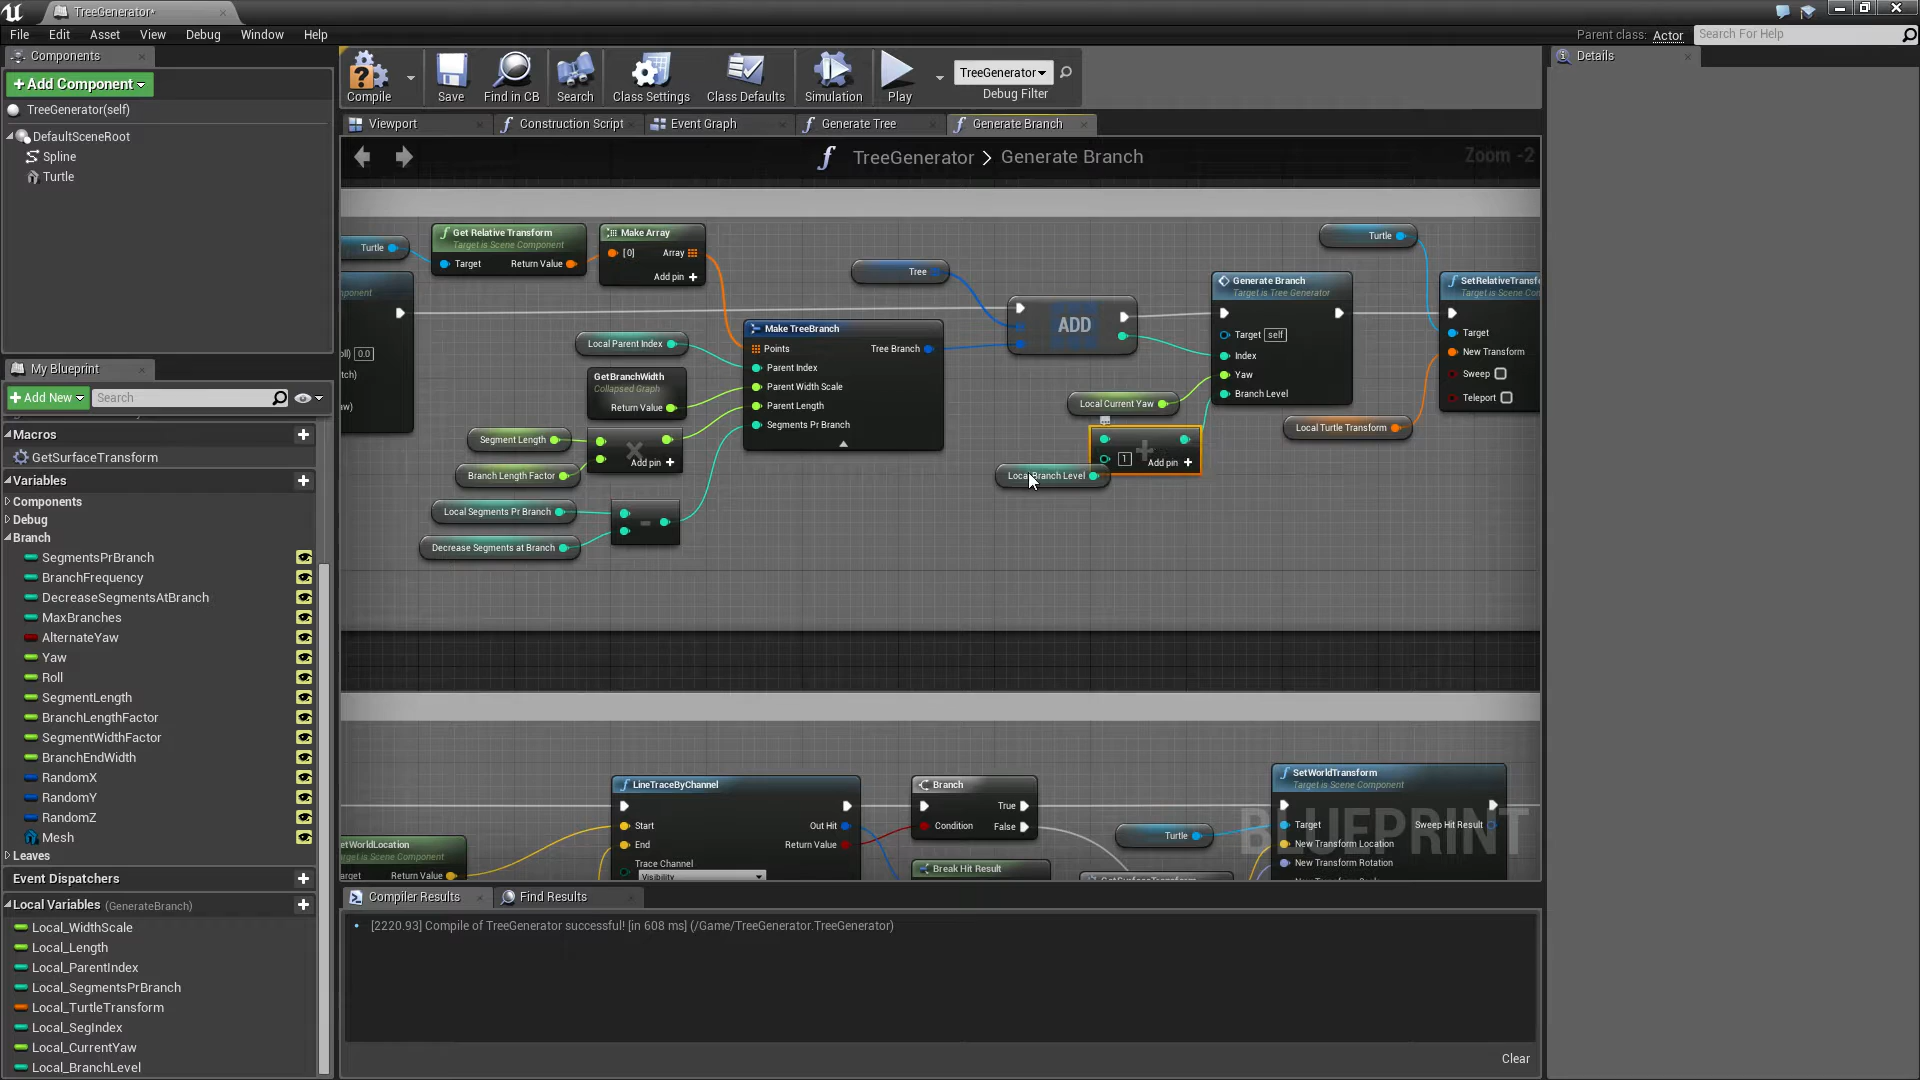 TreeGenerator*
File Edit Asset View Debug Window Help
Parent class: Actor
Search For Help
Components
+Add Component
TreeGenerator(self)
DefaultSceneRoot
Spline
Turtle
Compile
Save
Find in CB
Search
Class Settings
Class Defaults
Simulation
Play
TreeGenerator
Debug Filter
Details
Viewport
Construction Script
Event Graph
Generate Tree
Generate Branch
TreeGenerator > Generate Branch
Zoom -2
Turtle
Get Relative Transform
Target is Scene Component
Target
Return Value
Make Array
[0]
Array
Add pin +
Tree
ADD
Generate Branch
Target is Tree Generator
Target self
Index
Yaw
Branch Level
Turtle
Target
New Transform
Sweep
Teleport
Local Turtle Transform
Make TreeBranch
Points
Tree Branch
Parent Index
Parent Width Scale
Parent Length
Segments Pr Branch
Local Parent Index
GetBranchWidth
Collapsed Graph
Return Value
Segment Length
Branch Length Factor
Add pin +
Local Segments Pr Branch
Decrease Segments at Branch
-
0.0
Local Current Yaw
1
Add pin +
Local Branch Level
My Blueprint
+Add New
Search
Macros
GetSurfaceTransform
Variables
Components
Debug
Branch
SegmentsPrBranch
BranchFrequency
DecreaseSegmentsAtBranch
MaxBranches
AlternateYaw
Yaw
Roll
SegmentLength
BranchLengthFactor
SegmentWidthFactor
BranchEndWidth
RandomX
RandomY
RandomZ
Mesh
Leaves
Event Dispatchers
Local Variables (GenerateBranch)
Local_WidthScale
Local_Length
Local_ParentIndex
Local_SegmentsPrBranch
Local_TurtleTransform
Local_SegIndex
Local_CurrentYaw
Local_BranchLevel
Return Value
LineTraceByChannel
Start
Out Hit
End
Return Value
Trace Channel
Visibility
Branch
True
Condition
False
Break Hit Result
Turtle
SetWorldTransform
Target is Scene Component
Target
Sweep Hit Result
New Transform Location
New Transform Rotation
BLUEPRINT
Compiler Results
Find Results
[2220.93] Compile of TreeGenerator successful! [in 608 ms] (/Game/TreeGenerator.TreeGenerator)
Clear